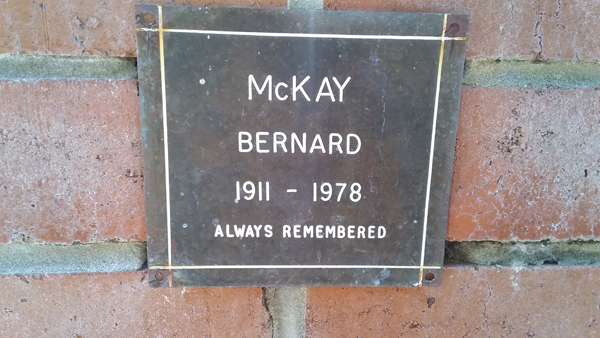 McKAY
BERNARD
1911 - 1978
ALWAYS REMEMBERED